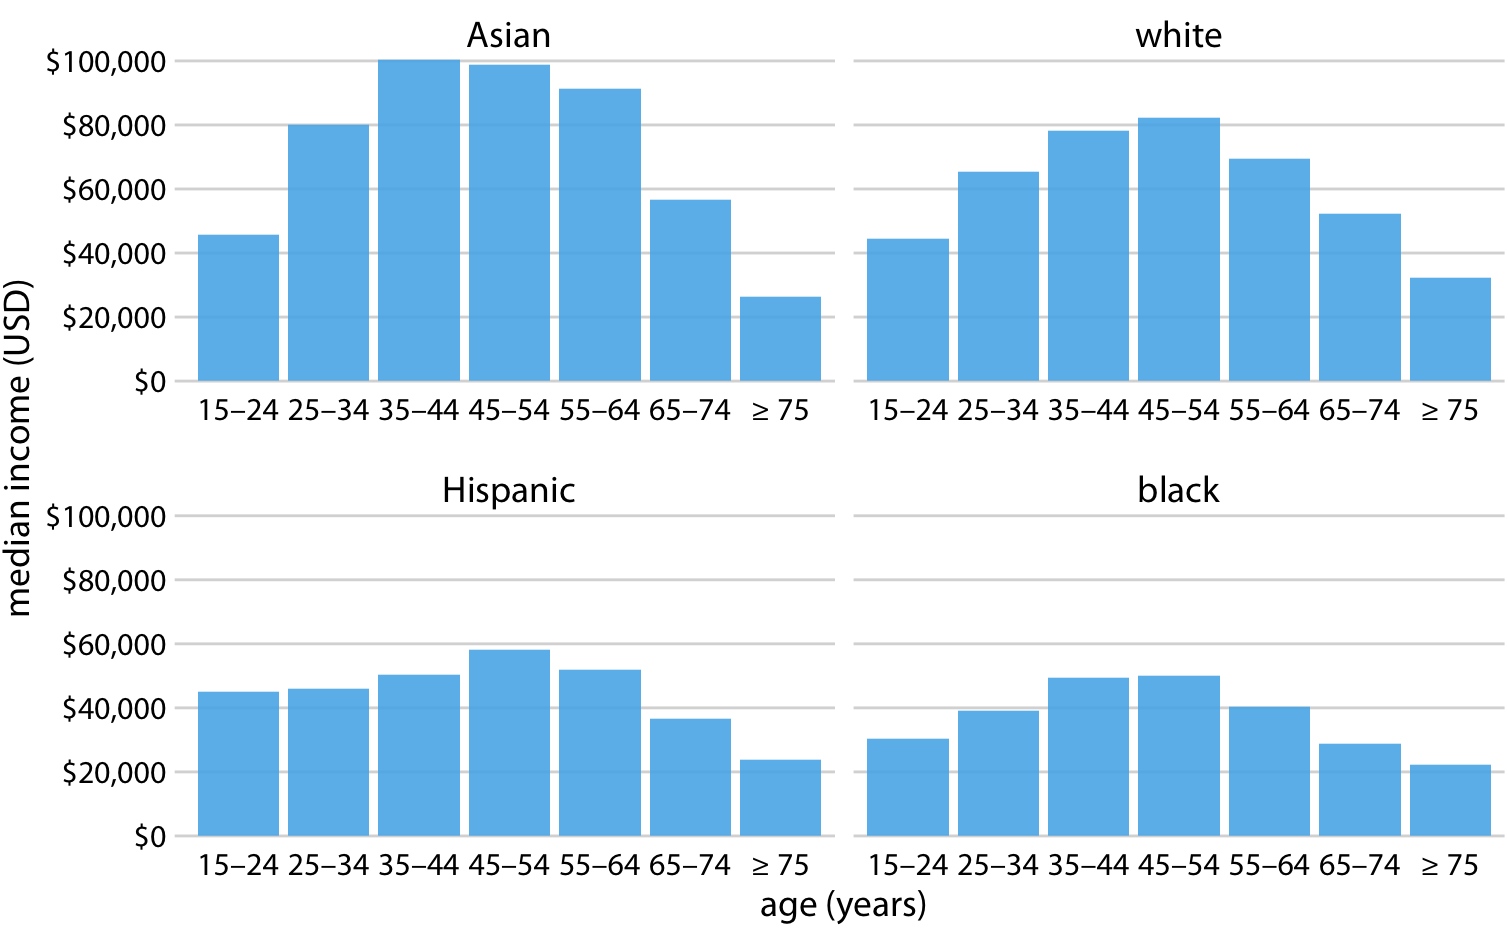 Asian
white
$100,000
$80,000
$60,000
$40,000
$20,000
$0
15–24 25–34 35–44 45–54 55–64 65–74 ≥ 75
15–24 25–34 35–44 45–54 55–64 65–74 ≥ 75
median income (USD)
Hispanic
black
$100,000
$80,000
$60,000
$40,000
$20,000
$0
15–24 25–34 35–44 45–54 55–64 65–74 ≥ 75
15–24 25–34 35–44 45–54 55–64 65–74 ≥ 75
age (years)